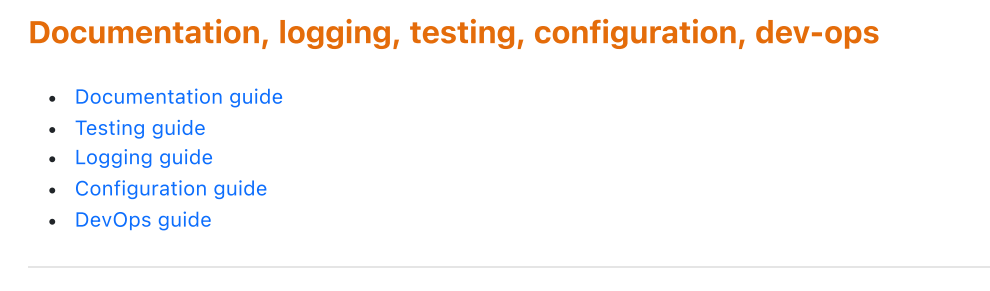 Documentation, logging, testing, configuration, dev-ops
• Documentation guide
• Testing guide
• Logging guide
• Configuration guide
• DevOps guide